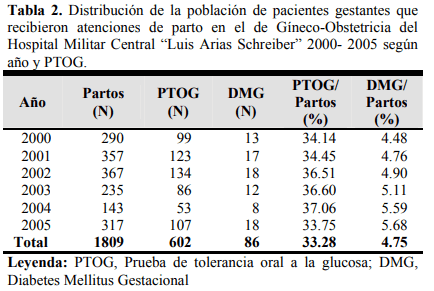 Tabla 2. Distribución de la población de pacientes gestantes que
recibieron atenciones de parto en el de Gíneco-Obstetricia del
Hospital Militar Central “Luis Arias Schreiber” 2000- 2005 según
año y PTOG.
Año Partos (N) PTOG (N) DMG (N) PTOG/ Partos (%) DMG/ Partos (%)
2000 290 99 13 34.14 4.48
2001 357 123 17 34.45 4.76
2002 367 134 18 36.51 4.90
2003 235 86 12 36.60 5.11
2004 143 53 8 37.06 5.59
2005 317 107 18 33.75 5.68
Total 1809 602 86 33.28 4.75
Leyenda: PTOG, Prueba de tolerancia oral a la glucosa; DMG,
Diabetes Mellitus Gestacional